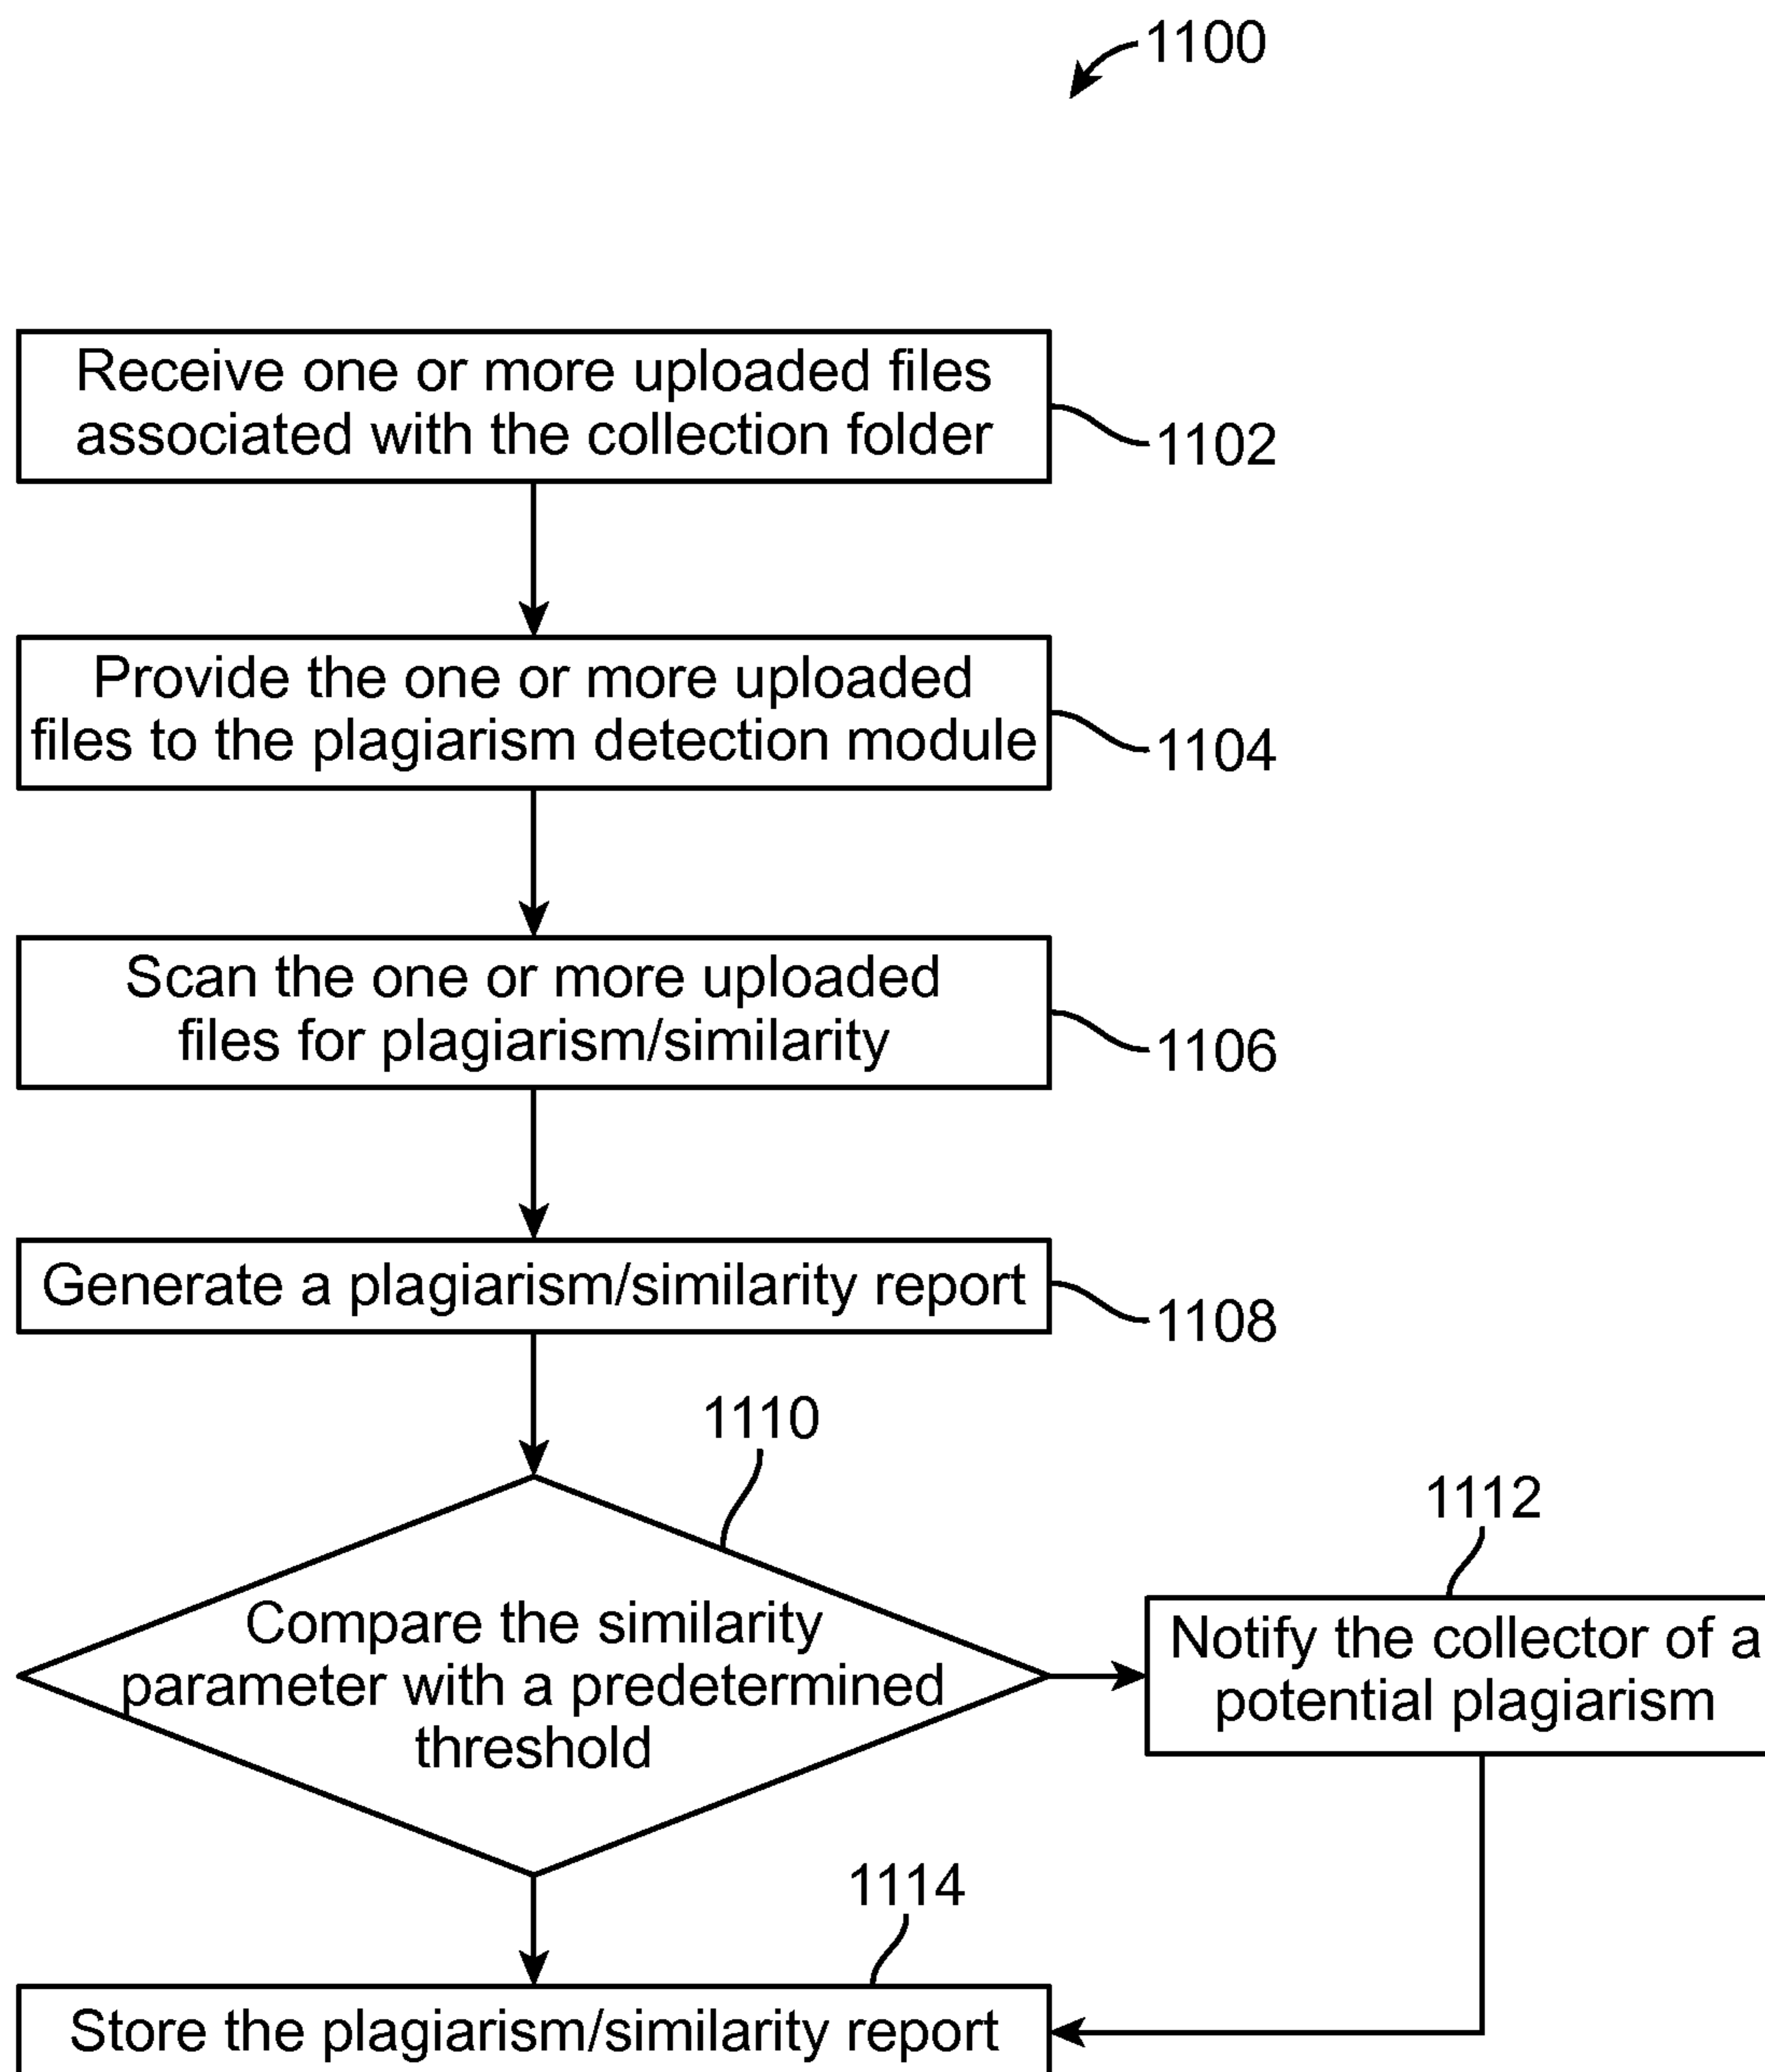 1100
Receive one or more uploaded files
associated with the collection folder
1102
Provide the one or more uploaded
files to the plagiarism detection module
1104
Scan the one or more uploaded
files for plagiarism/similarity
1106
Generate a plagiarism/similarity report
1108
1110
Compare the similarity
parameter with a predetermined
threshold
1112
Notify the collector of a
potential plagiarism
1114
Store the plagiarism/similarity report